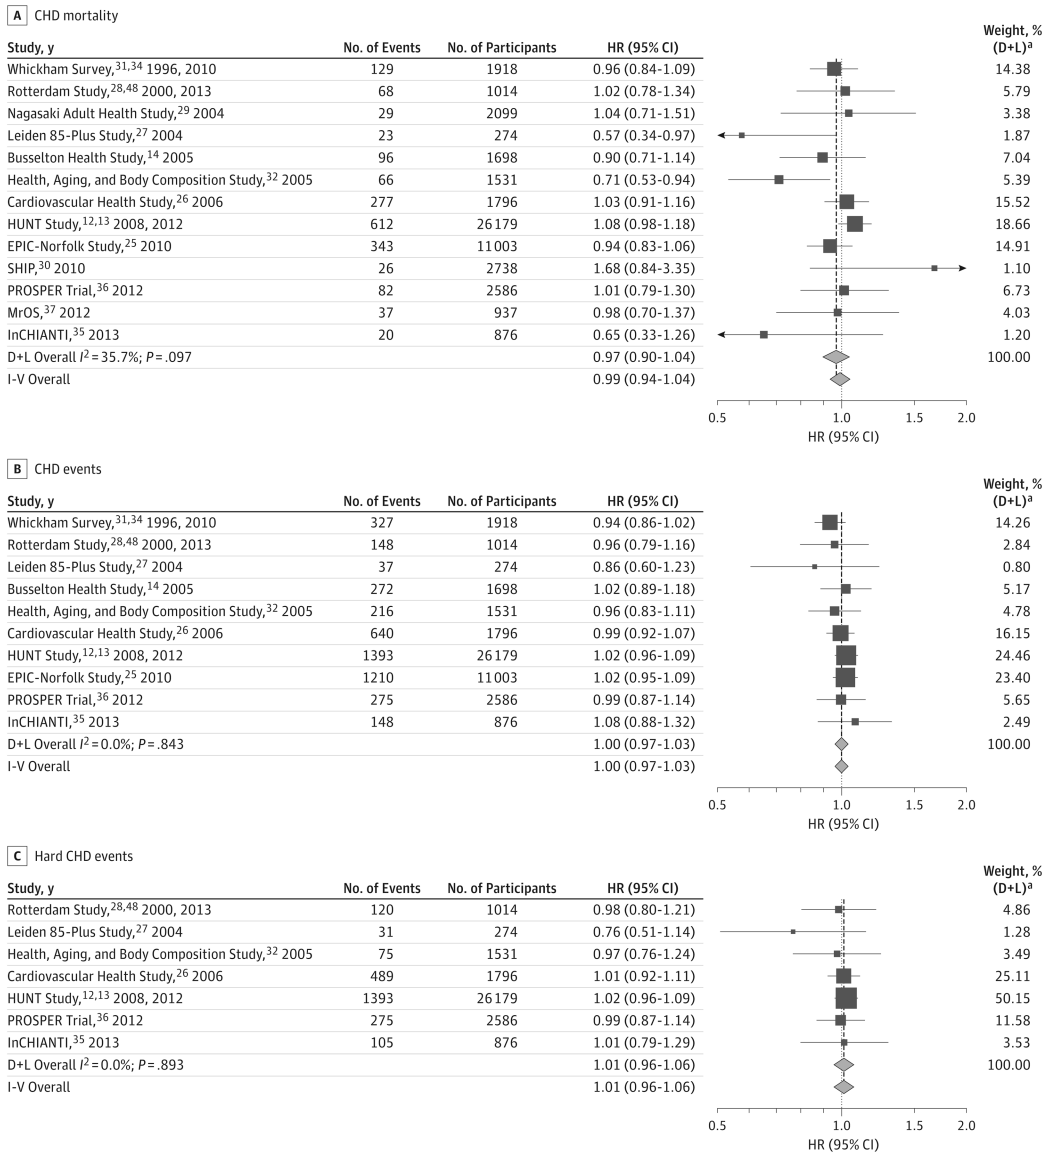 A CHD mortality
Study, y No. of Events No. of Participants HR (95% CI) Weight, % (D+L)a
Whickham Survey,31,34 1996, 2010 129 1918 0.96 (0.84-1.09) 14.38
Rotterdam Study,28,48 2000, 2013 68 1014 1.02 (0.78-1.34) 5.79
Nagasaki Adult Health Study,29 2004 29 2099 1.04 (0.71-1.51) 3.38
Leiden 85-Plus Study,27 2004 23 274 0.57 (0.34-0.97) 1.87
Busselton Health Study,14 2005 96 1698 0.90 (0.71-1.14) 7.04
Health, Aging, and Body Composition Study,32 2005 66 1531 0.71 (0.53-0.94) 5.39
Cardiovascular Health Study,26 2006 277 1796 1.03 (0.91-1.16) 15.52
HUNT Study,12,13 2008, 2012 612 26179 1.08 (0.98-1.18) 18.66
EPIC-Norfolk Study,25 2010 343 11003 0.94 (0.83-1.06) 14.91
SHIP,30 2010 26 2738 1.68 (0.84-3.35) 1.10
PROSPER Trial,36 2012 82 2586 1.01 (0.79-1.30) 6.73
MrOS,37 2012 37 937 0.98 (0.70-1.37) 4.03
InCHIANTI,35 2013 20 876 0.65 (0.33-1.26) 1.20
D+L Overall I2 = 35.7%; P = .097 0.97 (0.90-1.04) 100.00
I-V Overall 0.99 (0.94-1.04)
0.5 1.0 1.5 2.0
HR (95% CI)
B CHD events
Study, y No. of Events No. of Participants HR (95% CI) Weight, % (D+L)a
Whickham Survey,31,34 1996, 2010 327 1918 0.94 (0.86-1.02) 14.26
Rotterdam Study,28,48 2000, 2013 148 1014 0.96 (0.79-1.16) 2.84
Leiden 85-Plus Study,27 2004 37 274 0.86 (0.60-1.23) 0.80
Busselton Health Study,14 2005 272 1698 1.02 (0.89-1.18) 5.17
Health, Aging, and Body Composition Study,32 2005 216 1531 0.96 (0.83-1.11) 4.78
Cardiovascular Health Study,26 2006 640 1796 0.99 (0.92-1.07) 16.15
HUNT Study,12,13 2008, 2012 1393 26179 1.02 (0.96-1.09) 24.46
EPIC-Norfolk Study,25 2010 1210 11003 1.02 (0.95-1.09) 23.40
PROSPER Trial,36 2012 275 2586 0.99 (0.87-1.14) 5.65
InCHIANTI,35 2013 148 876 1.08 (0.88-1.32) 2.49
D+L Overall I2 = 0.0%; P = .843 1.00 (0.97-1.03) 100.00
I-V Overall 1.00 (0.97-1.03)
0.5 1.0 1.5 2.0
HR (95% CI)
C Hard CHD events
Study, y No. of Events No. of Participants HR (95% CI) Weight, % (D+L)a
Rotterdam Study,28,48 2000, 2013 120 1014 0.98 (0.80-1.21) 4.86
Leiden 85-Plus Study,27 2004 31 274 0.76 (0.51-1.14) 1.28
Health, Aging, and Body Composition Study,32 2005 75 1531 0.97 (0.76-1.24) 3.49
Cardiovascular Health Study,26 2006 489 1796 1.01 (0.92-1.11) 25.11
HUNT Study,12,13 2008, 2012 1393 26179 1.02 (0.96-1.09) 50.15
PROSPER Trial,36 2012 275 2586 0.99 (0.87-1.14) 11.58
InCHIANTI,35 2013 105 876 1.01 (0.79-1.29) 3.53
D+L Overall I2 = 0.0%; P = .893 1.01 (0.96-1.06) 100.00
I-V Overall 1.01 (0.96-1.06)
0.5 1.0 1.5 2.0
HR (95% CI)